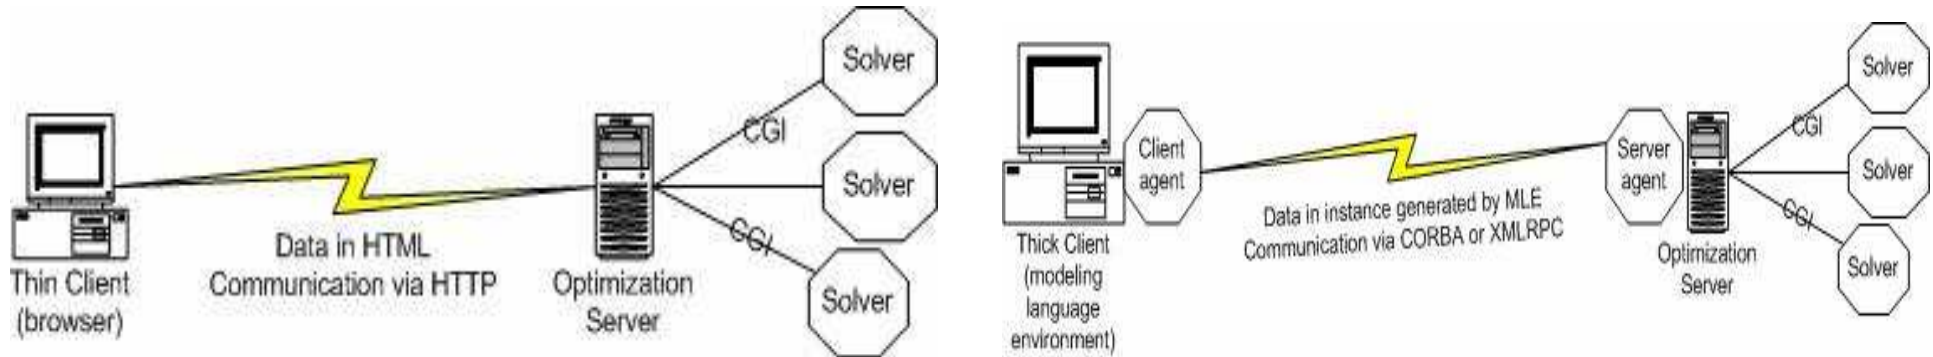 Solver
CGI
Solver
CGI
Solver
Data in HTML
Communication via HTTP
Thin Client
(browser)
Optimization
Server
Solver
CGI
Client
agent
Server
agent
Solver
CGI
Solver
Data in instance generated by MLE
Communication via CORBA or XMLRPC
Thick Client
(modeling
language
environment)
Optimization
Server